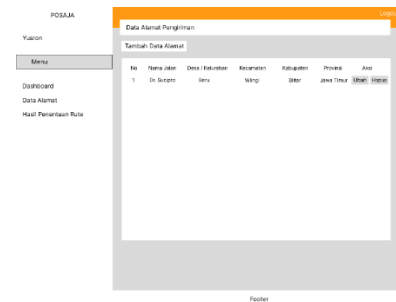 POSAJA
Logout
Yusron
Data Alamat Pengiriman
Tambah Data Alamat
Menu
No Nama Jalan Desa / Kelurahan Kecamatan Kabupaten Provinsi Aksi
1 Dr. Sucipto Beru Wlingi Blitar Jawa Timur Ubah Hapus
Dashboard
Data Alamat
Hasil Penentuan Rute
Footer